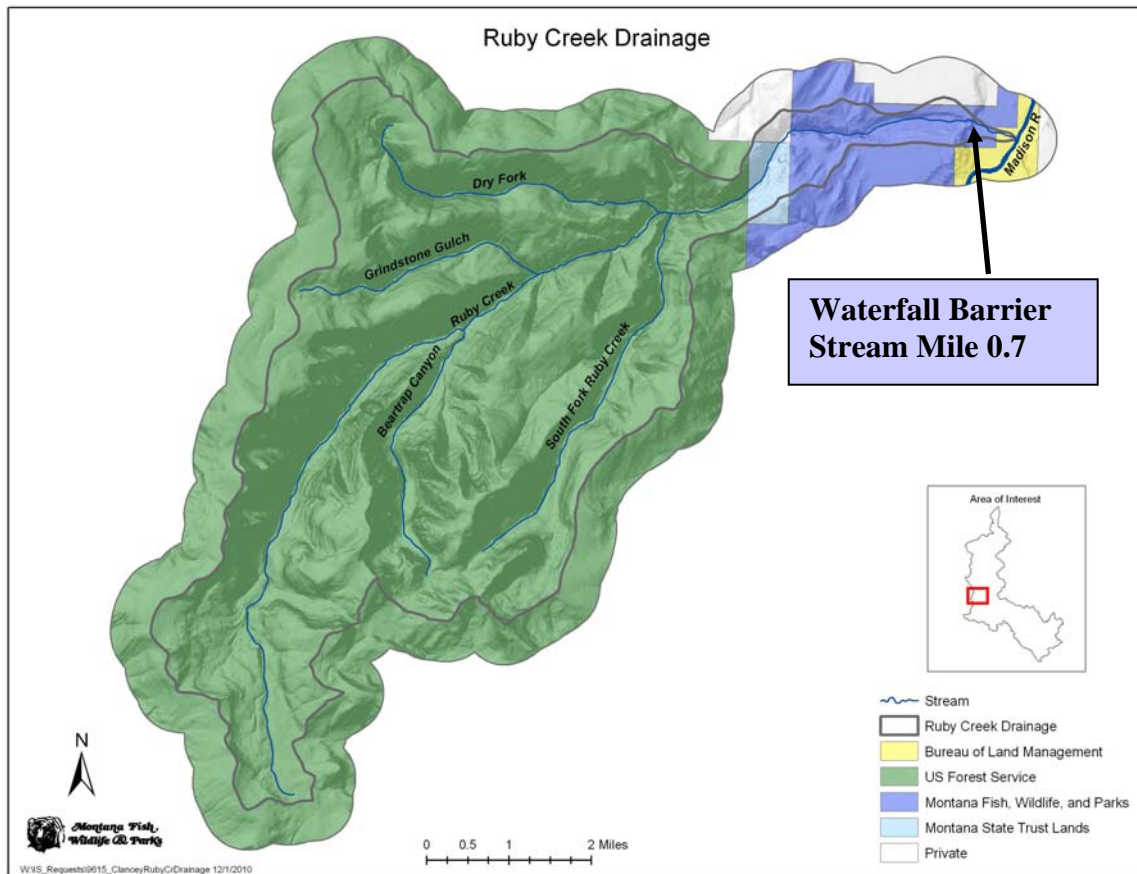 Ruby Creek Drainage
Madison R
Dry Fork
Grindstone Gulch
Ruby Creek
Beartrap Canyon
South Fork Ruby Creek
Waterfall Barrier
Stream Mile 0.7
Area of Interest
Stream
Ruby Creek Drainage
Bureau of Land Management
US Forest Service
Montana Fish, Wildlife, and Parks
Montana State Trust Lands
Private
N
Montana Fish,
Wildlife & Parks
0 0.5 1 2 Miles
W:\IS_Requests\9615_ClanceyRubyCrDrainage 12/1/2010